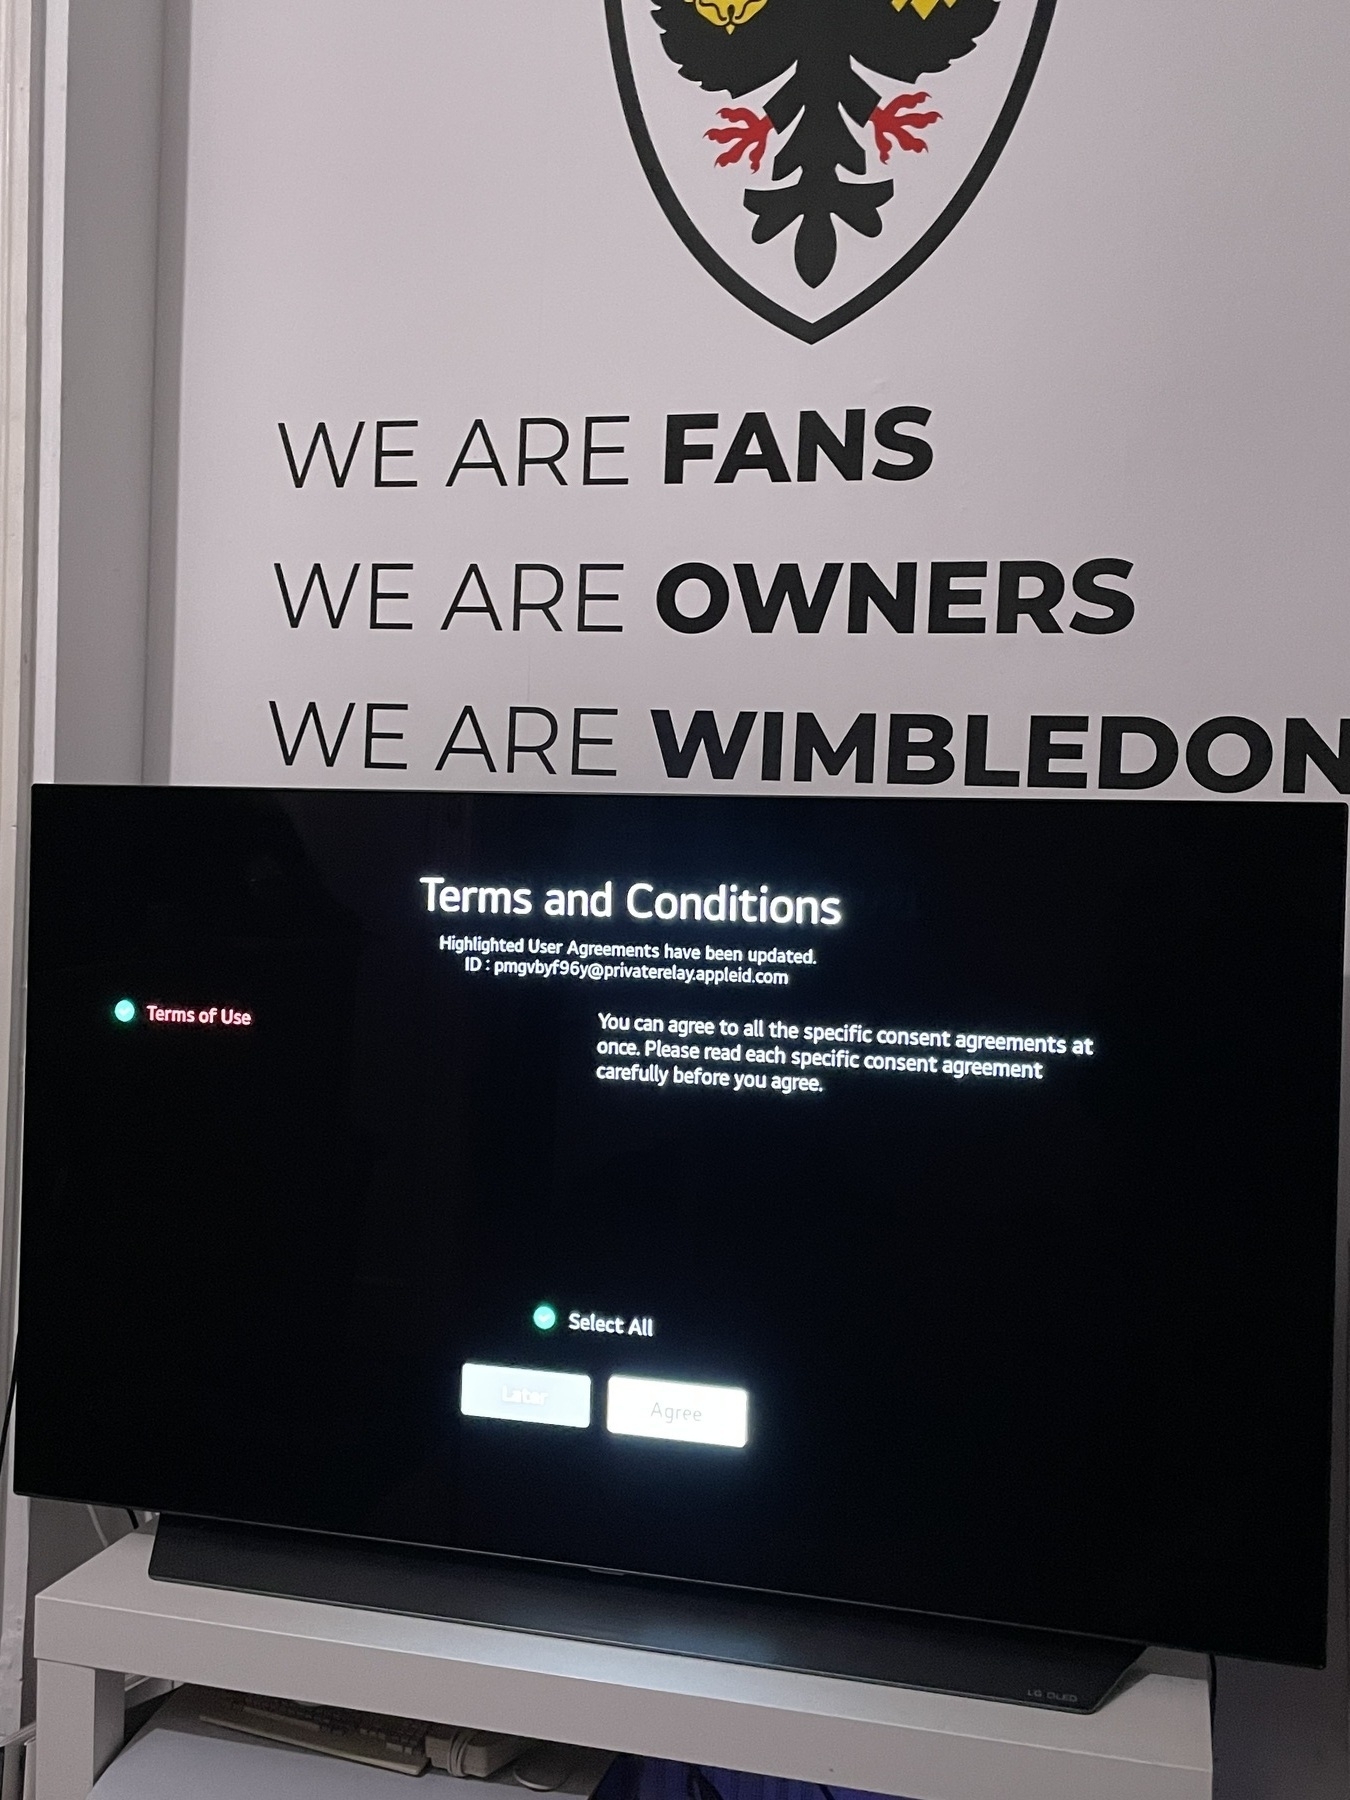 WE ARE FANS
WE ARE OWNERS
WE ARE WIMBLEDON
Terms and Conditions
Highlighted User Agreements have been updated.
ID : pmgvbyf96y@privaterelay.appleid.com
Terms of Use
You can agree to all the specific consent agreements at
once. Please read each specific consent agreement
carefully before you agree.
Select All
Later
Agree
LG OLED